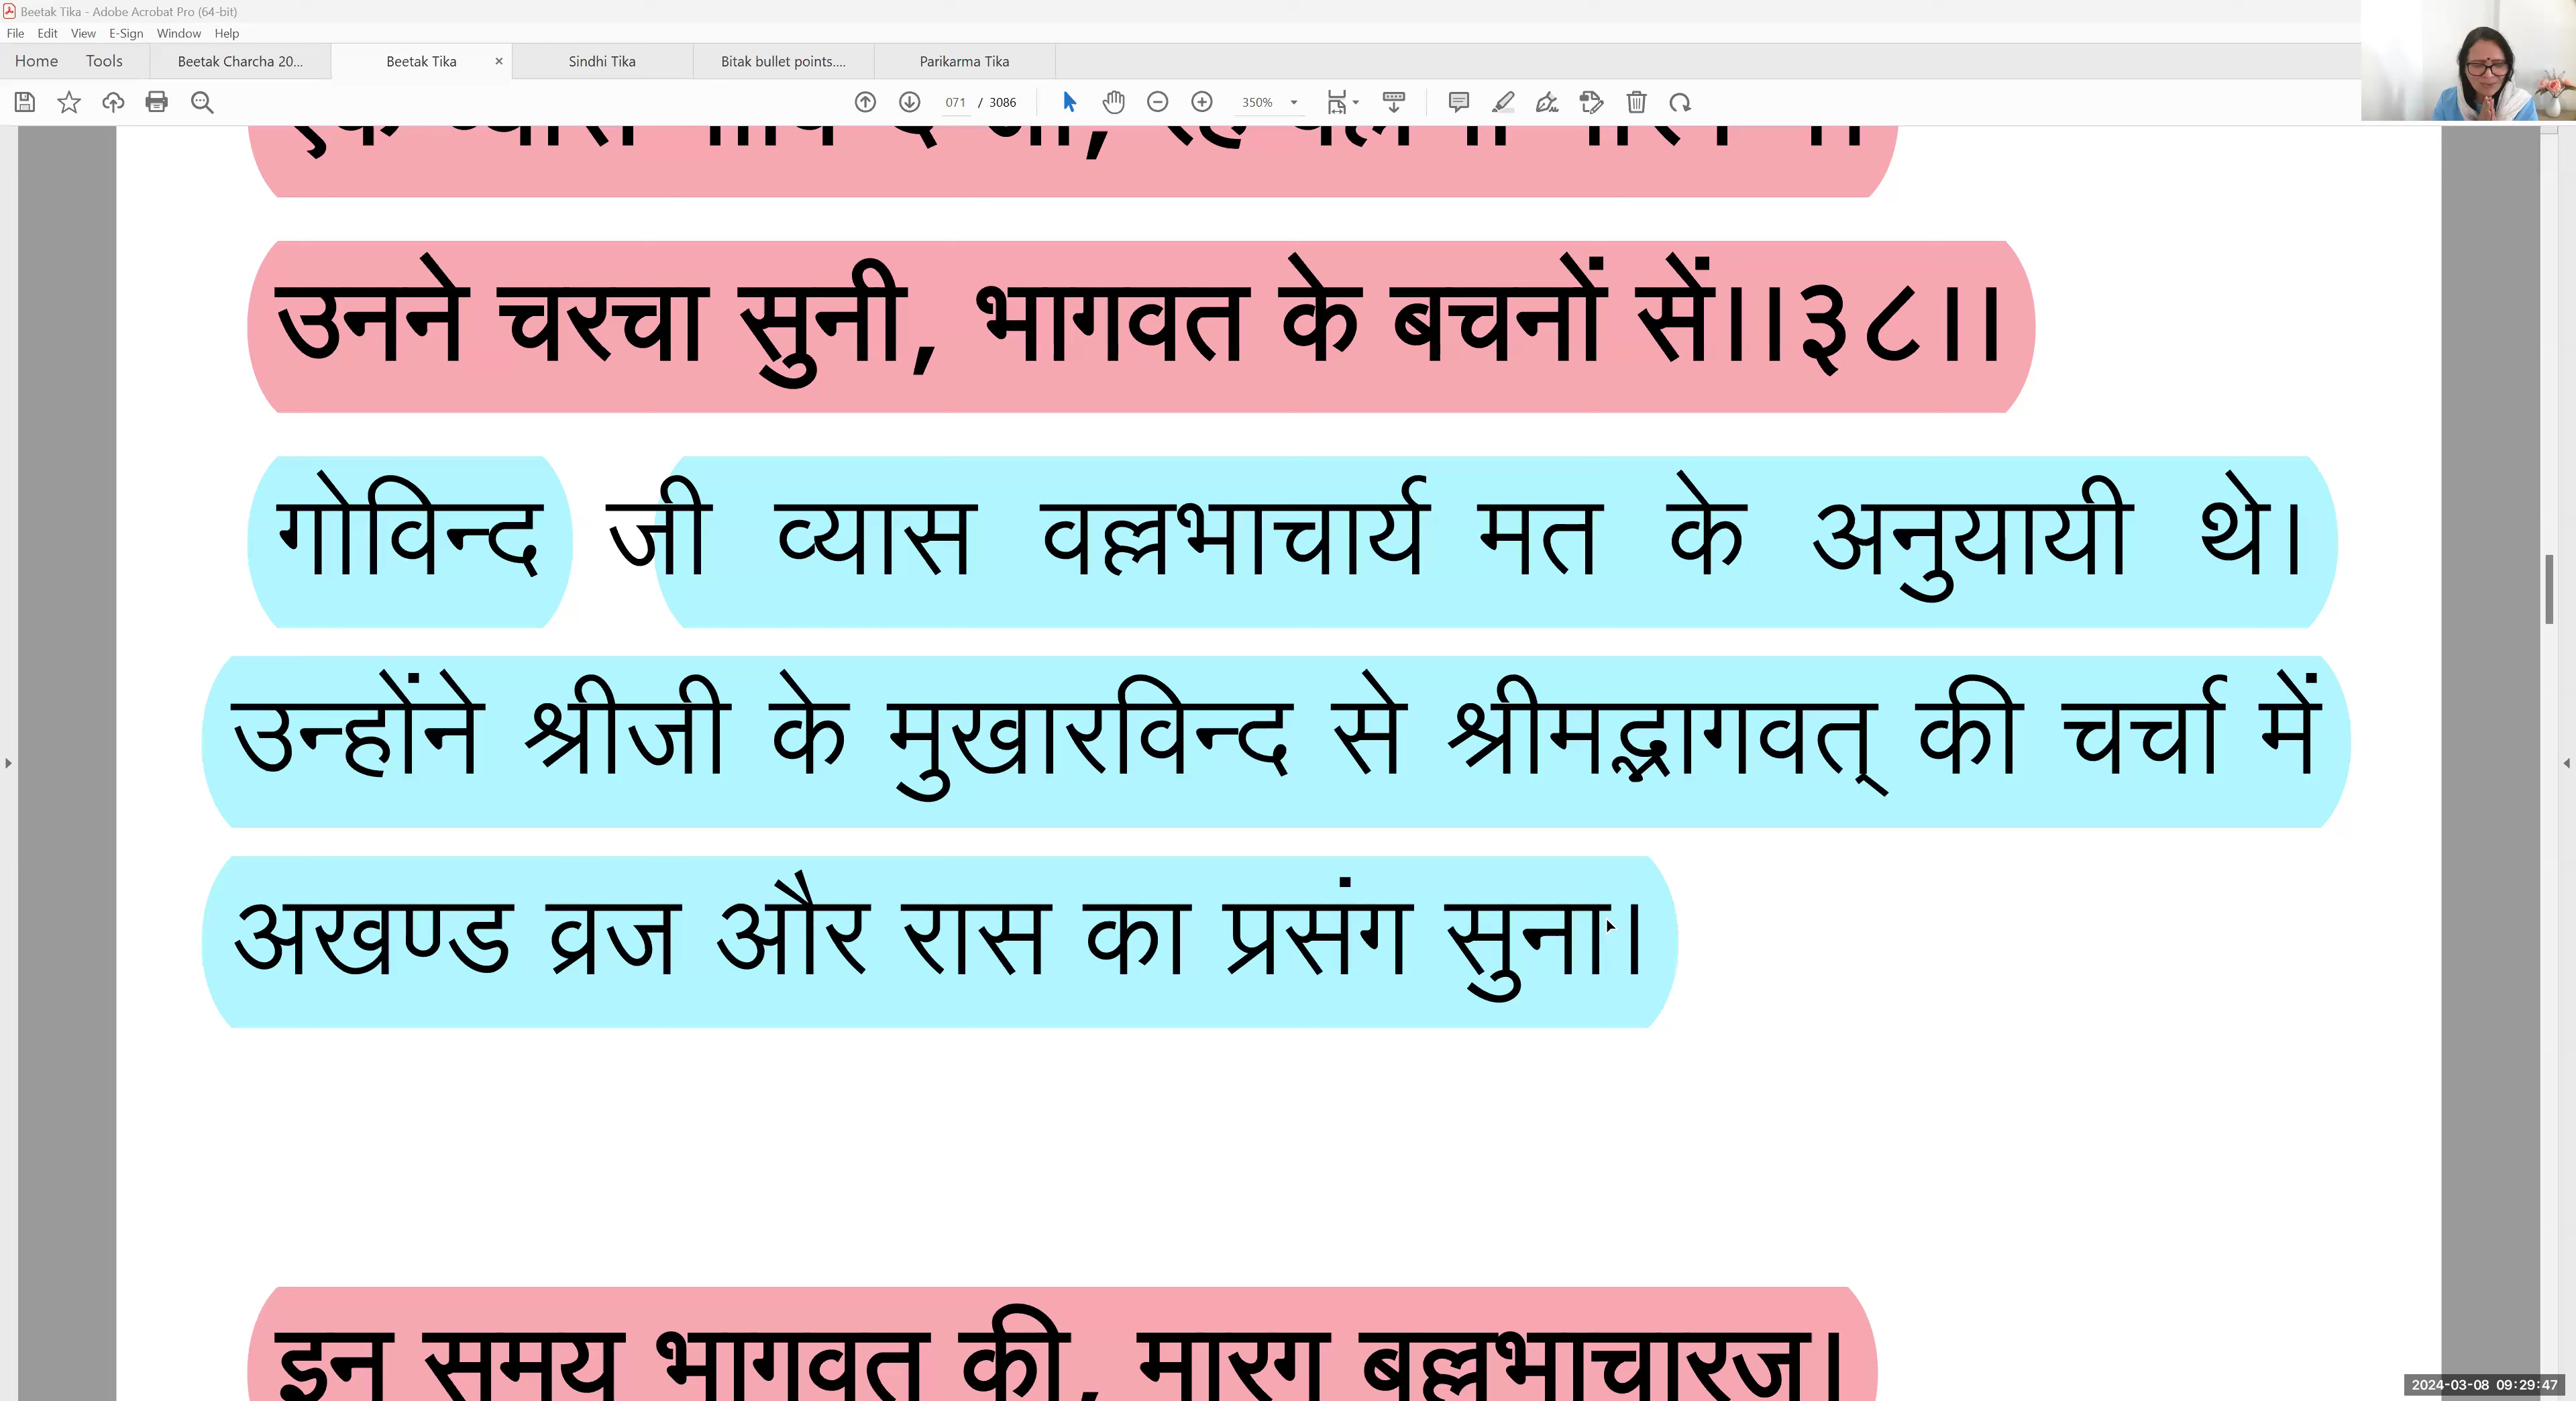 Beetak Tika - Adobe Acrobat Pro (64-bit)
File Edit View E-Sign Window Help
Home Tools Beetak Charcha 20... Beetak Tika × Sindhi Tika Bitak bullet points.... Parikarma Tika
071 / 3086 350%
उनने चरचा सुनी, भागवत के बचनों सें।।३८।।
गोविन्द जी व्यास वल्लभाचार्य मत के अनुयायी थे।
उन्होंने श्रीजी के मुखारविन्द से श्रीमद्भागवत् की चर्चा में
अखण्ड व्रज और रास का प्रसंग सुना।
इन समय भागवत की, मारग बल्लभाचारज।
2024-03-08 09:29:47